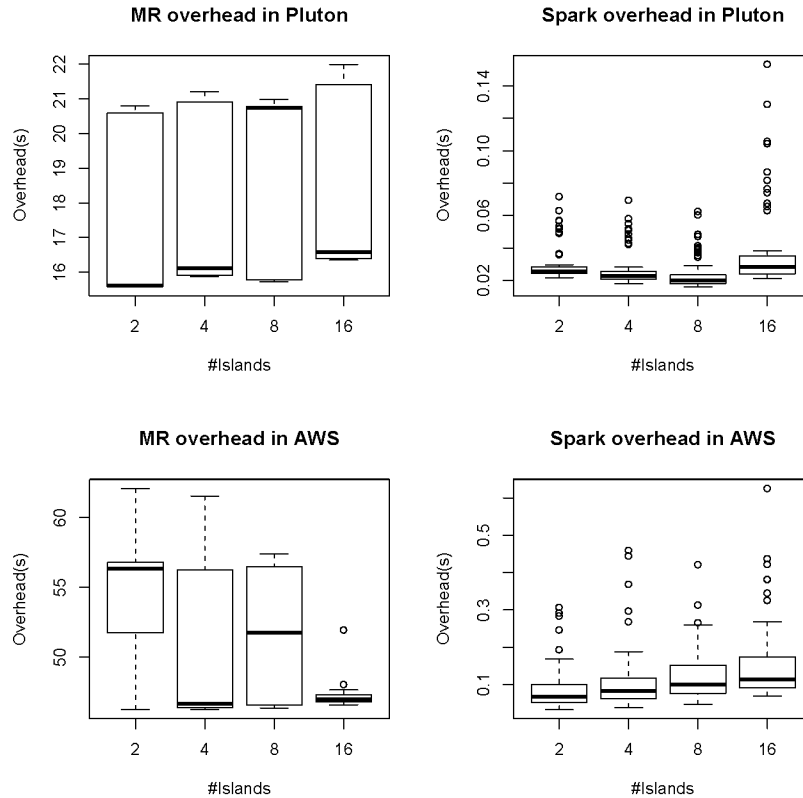 MR overhead in Pluton
Overhead(s)
22
21
20
19
18
17
16
2 4 8 16
#Islands
Spark overhead in Pluton
Overhead(s)
0.14
0.10
0.06
0.02
2 4 8 16
#Islands
MR overhead in AWS
Overhead(s)
60
55
50
2 4 8 16
#Islands
Spark overhead in AWS
Overhead(s)
0.5
0.3
0.1
2 4 8 16
#Islands